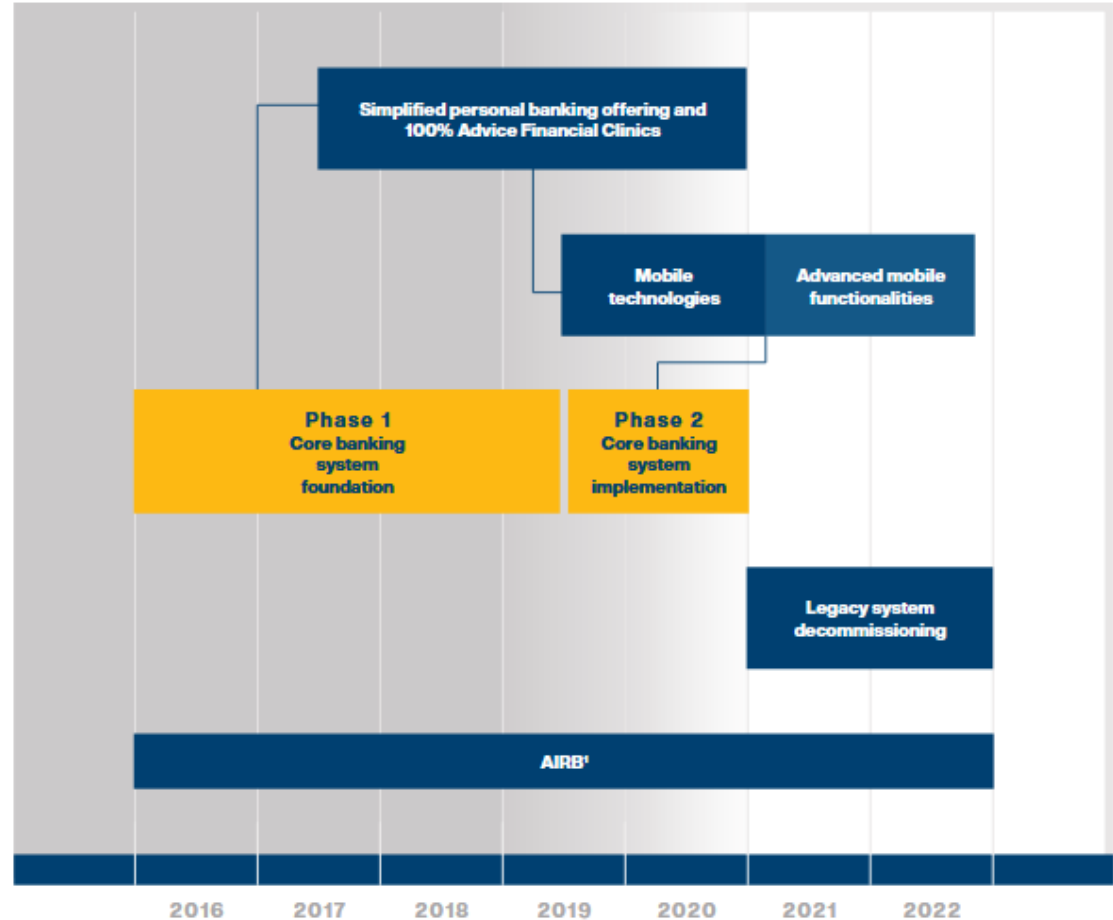 Simplified personal banking offering and
100% Advice Financial Clinics
Mobile
technologies
Advanced mobile
functionalities
Phase 1
Core banking
system
foundation
Phase 2
Core banking
system
implementation
Legacy system
decommissioning
AIRB¹
2016 2017 2018 2019 2020 2021 2022